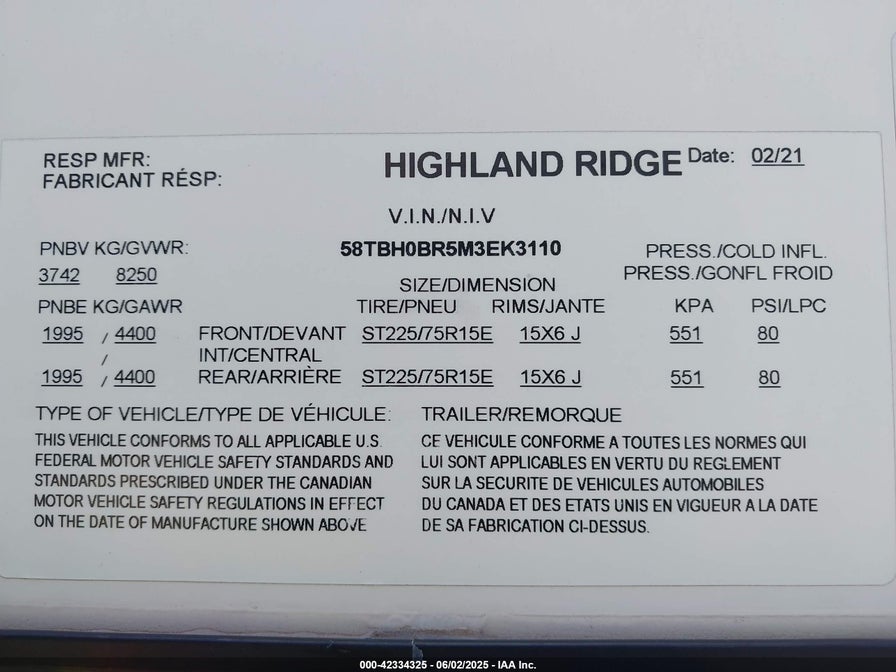 RESP MFR:
FABRICANT RÉSP:
HIGHLAND RIDGE Date: 02/21
V.I.N./N.I.V
PNBV KG/GVWR: 58TBH0BR5M3EK3110 PRESS./COLD INFL.
3742 8250 SIZE/DIMENSION PRESS./GONFL FROID
PNBE KG/GAWR TIRE/PNEU RIMS/JANTE KPA PSI/LPC
1995 / 4400 FRONT/DEVANT ST225/75R15E 15X6 J 551 80
/ INT/CENTRAL
1995 / 4400 REAR/ARRIÈRE ST225/75R15E 15X6 J 551 80
TYPE OF VEHICLE/TYPE DE VÉHICULE: TRAILER/REMORQUE
THIS VEHICLE CONFORMS TO ALL APPLICABLE U.S.
FEDERAL MOTOR VEHICLE SAFETY STANDARDS AND
STANDARDS PRESCRIBED UNDER THE CANADIAN
MOTOR VEHICLE SAFETY REGULATIONS IN EFFECT
ON THE DATE OF MANUFACTURE SHOWN ABOVE
CE VEHICULE CONFORME A TOUTES LES NORMES QUI
LUI SONT APPLICABLES EN VERTU DU REGLEMENT
SUR LA SECURITE DE VEHICULES AUTOMOBILES
DU CANADA ET DES ETATS UNIS EN VIGUEUR A LA DATE
DE SA FABRICATION CI-DESSUS.
000-42334325 - 06/02/2025 - IAA Inc.